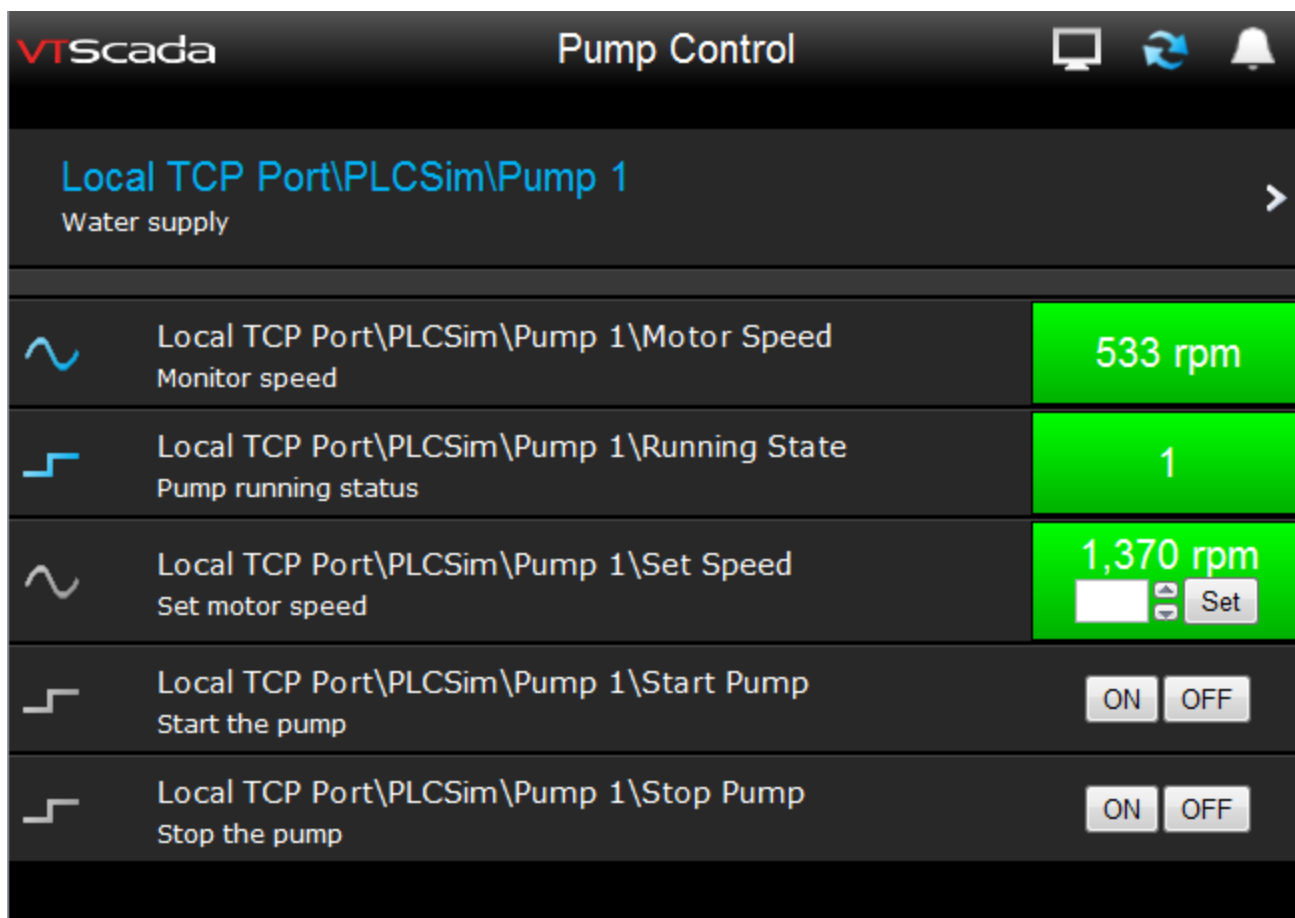 VTScada
Pump Control
Local TCP Port\PLCSim\Pump 1
Water supply
Local TCP Port\PLCSim\Pump 1\Motor Speed
Monitor speed
533 rpm
Local TCP Port\PLCSim\Pump 1\Running State
Pump running status
1
Local TCP Port\PLCSim\Pump 1\Set Speed
Set motor speed
1,370 rpm
Set
Local TCP Port\PLCSim\Pump 1\Start Pump
Start the pump
ON OFF
Local TCP Port\PLCSim\Pump 1\Stop Pump
Stop the pump
ON OFF